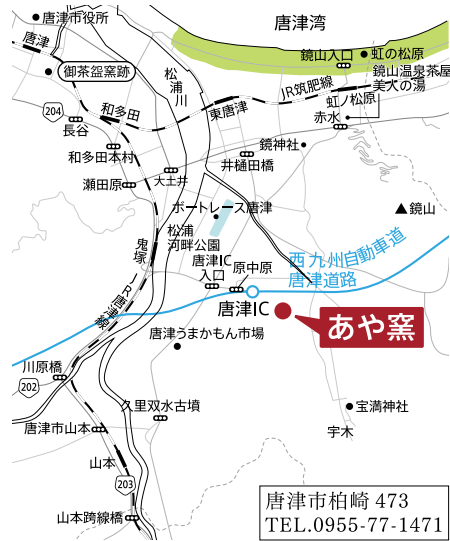 唐津市役所
唐津湾
唐津
御茶盌窯跡
松浦川
鏡山入口
虹の松原
鏡山温泉茶屋
美人の湯
JR筑肥線
虹ノ松原
東唐津
赤水
204
和多田
長谷
和多田本村
鏡神社
井樋田橋
瀬田原
大土井
ボートレース唐津
鏡山
松浦
河畔公園
鬼塚
唐津IC
入口
原中原
西九州自動車道
唐津道路
JR唐津線
唐津IC
あや窯
唐津うまかもん市場
川原橋
202
久里双水古墳
宝満神社
唐津市山本
宇木
山本
203
山本跨線橋
唐津市柏崎 473
TEL.0955-77-1471